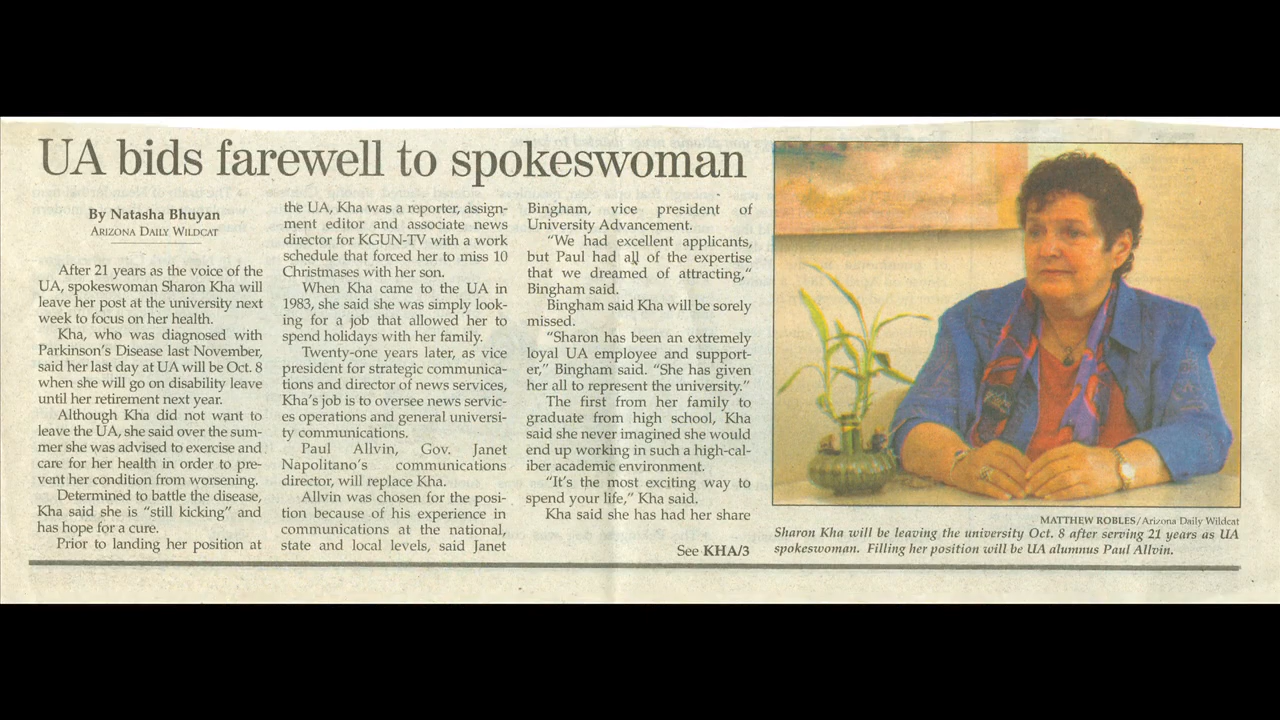 UA bids farewell to spokeswoman
By Natasha Bhuyan
ARIZONA DAILY WILDCAT
After 21 years as the voice of the
UA, spokeswoman Sharon Kha will
leave her post at the university next
week to focus on her health.
Kha, who was diagnosed with
Parkinson's Disease last November,
said her last day at UA will be Oct. 8
when she will go on disability leave
until her retirement next year.
Although Kha did not want to
leave the UA, she said over the sum-
mer she was advised to exercise and
care for her health in order to pre-
vent her condition from worsening.
Determined to battle the disease,
Kha said she is "still kicking" and
has hope for a cure.
Prior to landing her position at
the UA, Kha was a reporter, assign-
ment editor and associate news
director for KGUN-TV with a work
schedule that forced her to miss 10
Christmases with her son.
When Kha came to the UA in
1983, she said she was simply look-
ing for a job that allowed her to
spend holidays with her family.
Twenty-one years later, as vice
president for strategic communica-
tions and director of news services,
Kha's job is to oversee news servic-
es operations and general universi-
ty communications.
Paul Allvin, Gov. Janet
Napolitano's communications
director, will replace Kha.
Allvin was chosen for the posi-
tion because of his experience in
communications at the national,
state and local levels, said Janet
Bingham, vice president of
University Advancement.
"We had excellent applicants,
but Paul had all of the expertise
that we dreamed of attracting,"
Bingham said.
Bingham said Kha will be sorely
missed.
"Sharon has been an extremely
loyal UA employee and support-
er," Bingham said. "She has given
her all to represent the university."
The first from her family to
graduate from high school, Kha
said she never imagined she would
end up working in such a high-cal-
iber academic environment.
"It's the most exciting way to
spend your life," Kha said.
Kha said she has had her share
See KHA/3
MATTHEW ROBLES/Arizona Daily Wildcat
Sharon Kha will be leaving the university Oct. 8 after serving 21 years as UA
spokeswoman. Filling her position will be UA alumnus Paul Allvin.